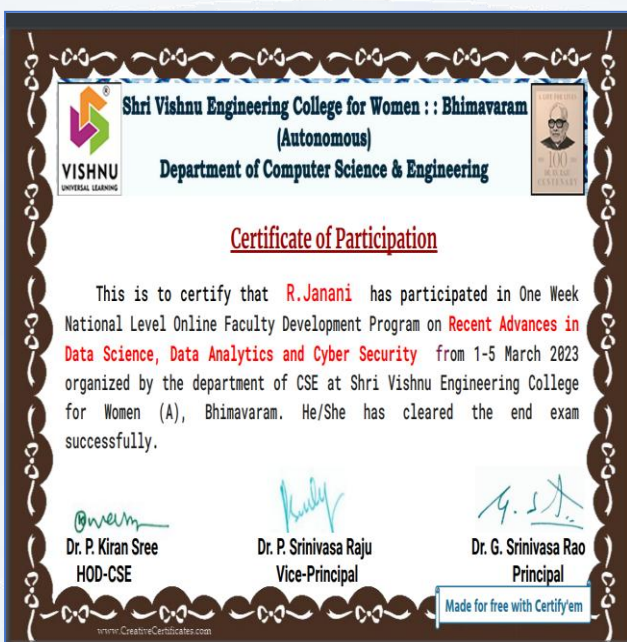 VISHNU
UNIVERSAL LEARNING
Shri Vishnu Engineering College for Women : : Bhimavaram
(Autonomous)
Department of Computer Science & Engineering
100
CENTENARY
Certificate of Participation
This is to certify that R.Janani has participated in One Week
National Level Online Faculty Development Program on Recent Advances in
Data Science, Data Analytics and Cyber Security from 1-5 March 2023
organized by the department of CSE at Shri Vishnu Engineering College
for Women (A), Bhimavaram. He/She has cleared the end exam
successfully.
Dr. P. Kiran Sree
HOD-CSE
Dr. P. Srinivasa Raju
Vice-Principal
Dr. G. Srinivasa Rao
Principal
Made for free with Certify'em
www.CreativeCertificates.com